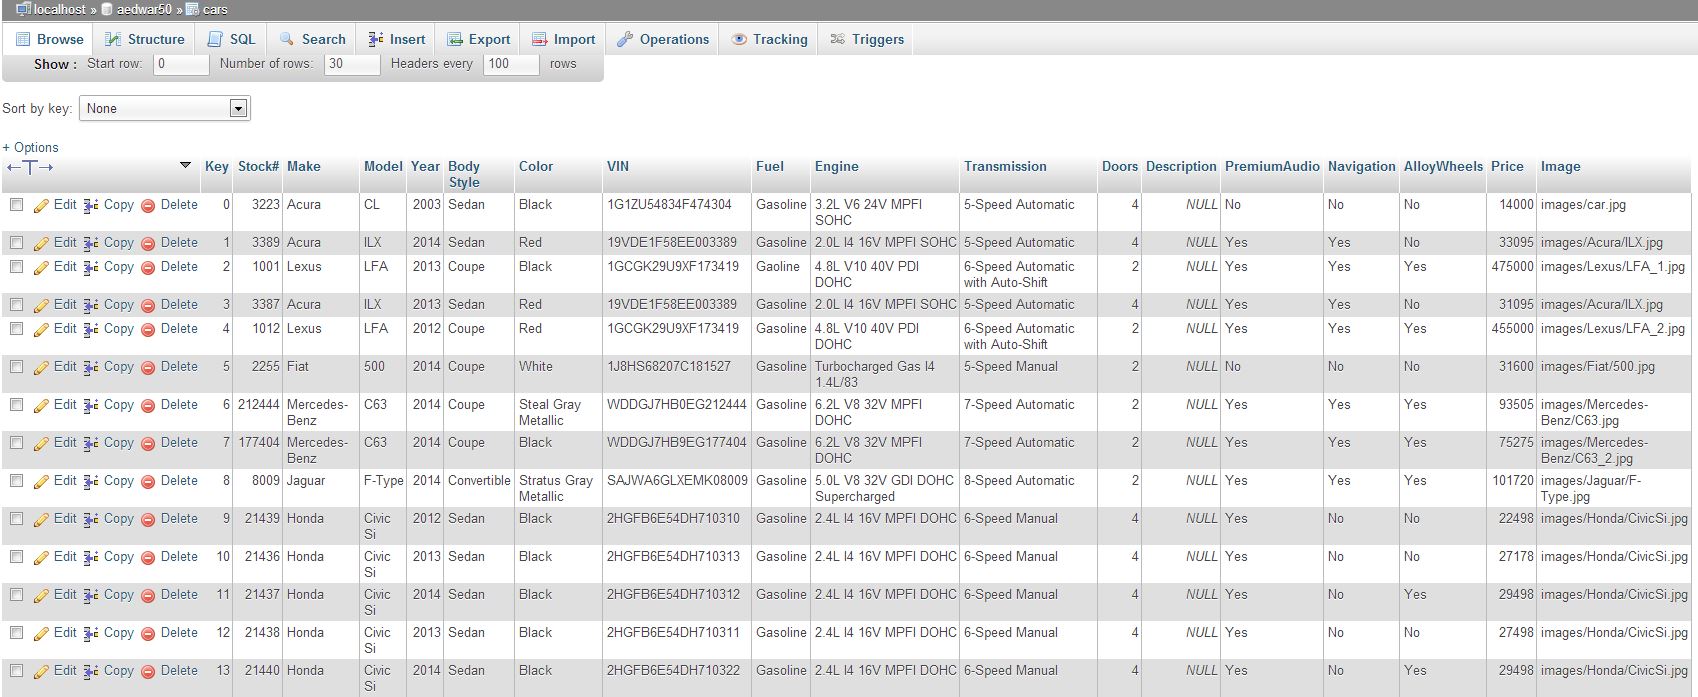 localhost » aedwar50 » cars
Browse Structure SQL Search Insert Export Import Operations Tracking Triggers
Show : Start row: 0 Number of rows: 30 Headers every 100 rows
Sort by key: None
+ Options
←T→ Key Stock# Make Model Year Body Color VIN Fuel Engine Transmission Doors Description PremiumAudio Navigation AlloyWheels Price Image
Style
Edit Copy Delete 0 3223 Acura CL 2003 Sedan Black 1G1ZU54834F474304 Gasoline 3.2L V6 24V MPFI 5-Speed Automatic 4 NULL No No No 14000 images/car.jpg
SOHC
Edit Copy Delete 1 3389 Acura ILX 2014 Sedan Red 19VDE1F58EE003389 Gasoline 2.0L I4 16V MPFI SOHC 5-Speed Automatic 4 NULL Yes Yes No 33095 images/Acura/ILX.jpg
Edit Copy Delete 2 1001 Lexus LFA 2013 Coupe Black 1GCGK29U9XF173419 Gaoline 4.8L V10 40V PDI 6-Speed Automatic 2 NULL Yes Yes Yes 475000 images/Lexus/LFA_1.jpg
DOHC with Auto-Shift
Edit Copy Delete 3 3387 Acura ILX 2013 Sedan Red 19VDE1F58EE003389 Gasoline 2.0L I4 16V MPFI SOHC 5-Speed Automatic 4 NULL Yes Yes No 31095 images/Acura/ILX.jpg
Edit Copy Delete 4 1012 Lexus LFA 2012 Coupe Red 1GCGK29U9XF173419 Gasoline 4.8L V10 40V PDI 6-Speed Automatic 2 NULL Yes Yes Yes 455000 images/Lexus/LFA_2.jpg
DOHC with Auto-Shift
Edit Copy Delete 5 2255 Fiat 500 2014 Coupe White 1J8HS68207C181527 Gasoline Turbocharged Gas I4 5-Speed Manual 2 NULL No No No 31600 images/Fiat/500.jpg
1.4L/83
Edit Copy Delete 6 212444 Mercedes- C63 2014 Coupe Steal Gray WDDGJ7HB0EG212444 Gasoline 6.2L V8 32V MPFI 7-Speed Automatic 2 NULL Yes Yes Yes 93505 images/Mercedes-
Benz Metallic DOHC Benz/C63.jpg
Edit Copy Delete 7 177404 Mercedes- C63 2014 Coupe Black WDDGJ7HB9EG177404 Gasoline 6.2L V8 32V MPFI 7-Speed Automatic 2 NULL Yes Yes Yes 75275 images/Mercedes-
Benz DOHC Benz/C63_2.jpg
Edit Copy Delete 8 8009 Jaguar F-Type 2014 Convertible Stratus Gray SAJWA6GLXEMK08009 Gasoline 5.0L V8 32V GDI DOHC 8-Speed Automatic 2 NULL Yes Yes Yes 101720 images/Jaguar/F-
Metallic Supercharged Type.jpg
Edit Copy Delete 9 21439 Honda Civic 2012 Sedan Black 2HGFB6E54DH710310 Gasoline 2.4L I4 16V MPFI DOHC 6-Speed Manual 4 NULL Yes No No 22498 images/Honda/CivicSi.jpg
Si
Edit Copy Delete 10 21436 Honda Civic 2013 Sedan Black 2HGFB6E54DH710313 Gasoline 2.4L I4 16V MPFI DOHC 6-Speed Manual 4 NULL Yes No No 27178 images/Honda/CivicSi.jpg
Si
Edit Copy Delete 11 21437 Honda Civic 2014 Sedan Black 2HGFB6E54DH710312 Gasoline 2.4L I4 16V MPFI DOHC 6-Speed Manual 4 NULL Yes No Yes 29498 images/Honda/CivicSi.jpg
Si
Edit Copy Delete 12 21438 Honda Civic 2013 Sedan Black 2HGFB6E54DH710311 Gasoline 2.4L I4 16V MPFI DOHC 6-Speed Manual 4 NULL Yes No No 27498 images/Honda/CivicSi.jpg
Si
Edit Copy Delete 13 21440 Honda Civic 2014 Sedan Black 2HGFB6E54DH710322 Gasoline 2.4L I4 16V MPFI DOHC 6-Speed Manual 4 NULL Yes No Yes 29498 images/Honda/CivicSi.jpg
Si